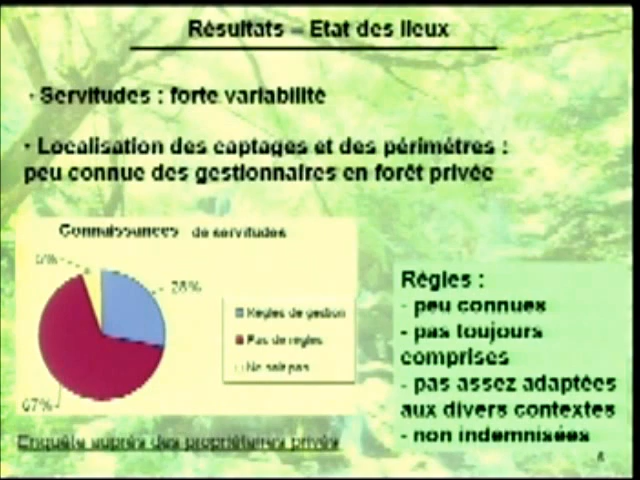 Résultats – Etat des lieux
- Servitudes : forte variabilité
• Localisation des captages et des périmètres :
peu connue des gestionnaires en forêt privée
Connaissances de servitudes
28%
Règles de gestion
Pas de règles
Ne sait pas
67%
Enquête auprès des propriétaires privés
Règles :
- peu connues
- pas toujours
comprises
- pas assez adaptées
aux divers contextes
- non indemnisées